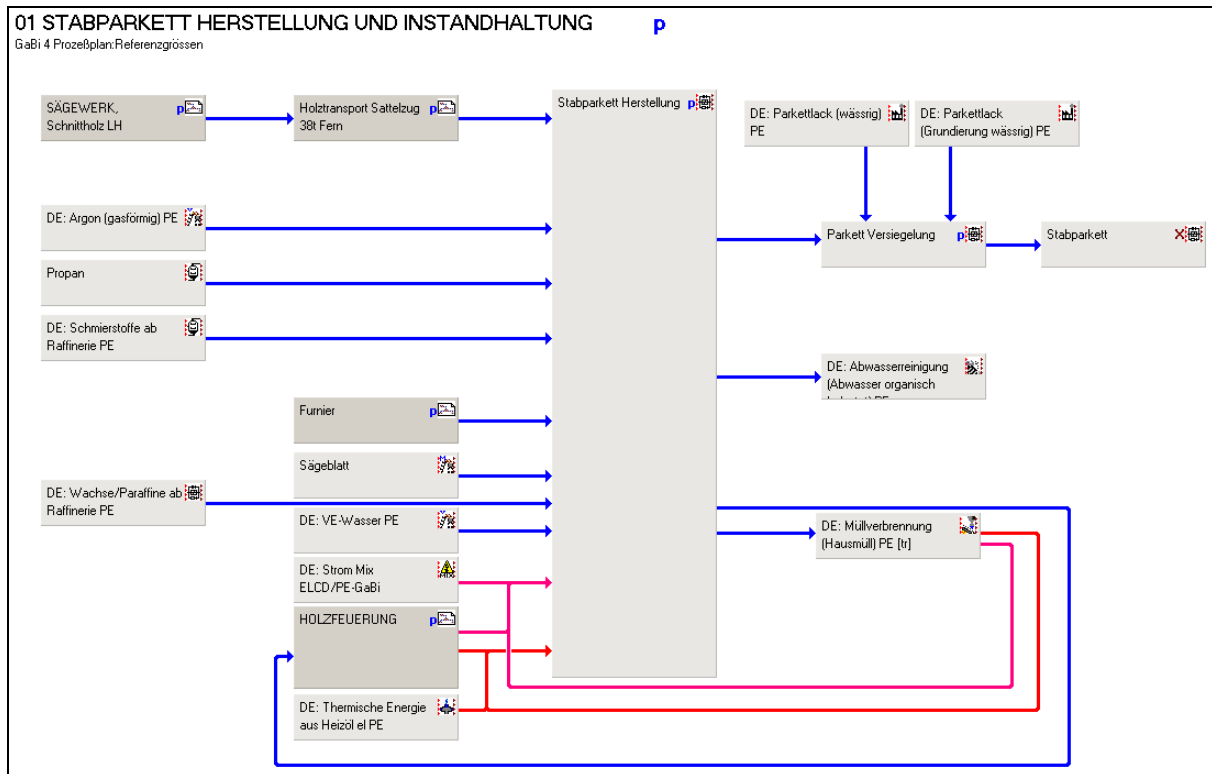 01 STABPARKETT HERSTELLUNG UND INSTANDHALTUNG p
GaBi 4 Prozeßplan:Referenzgrössen
SÄGEWERK, p
Schnittholz LH
Holztransport Sattelzug p
38t Fern
Stabparkett Herstellung p
DE: Parkettlack (wässrig)
PE
DE: Parkettlack
(Grundierung wässrig) PE
DE: Argon (gasförmig) PE
Parkett Versiegelung p
Stabparkett
Propan
DE: Schmierstoffe ab
Raffinerie PE
DE: Abwasserreinigung
(Abwasser organisch
Furnier p
Sägeblatt
DE: Wachse/Paraffine ab
Raffinerie PE
DE: VE-Wasser PE
DE: Müllverbrennung
(Hausmüll) PE [tr]
DE: Strom Mix
ELCD/PE-GaBi
HOLZFEUERUNG p
DE: Thermische Energie
aus Heizöl el PE